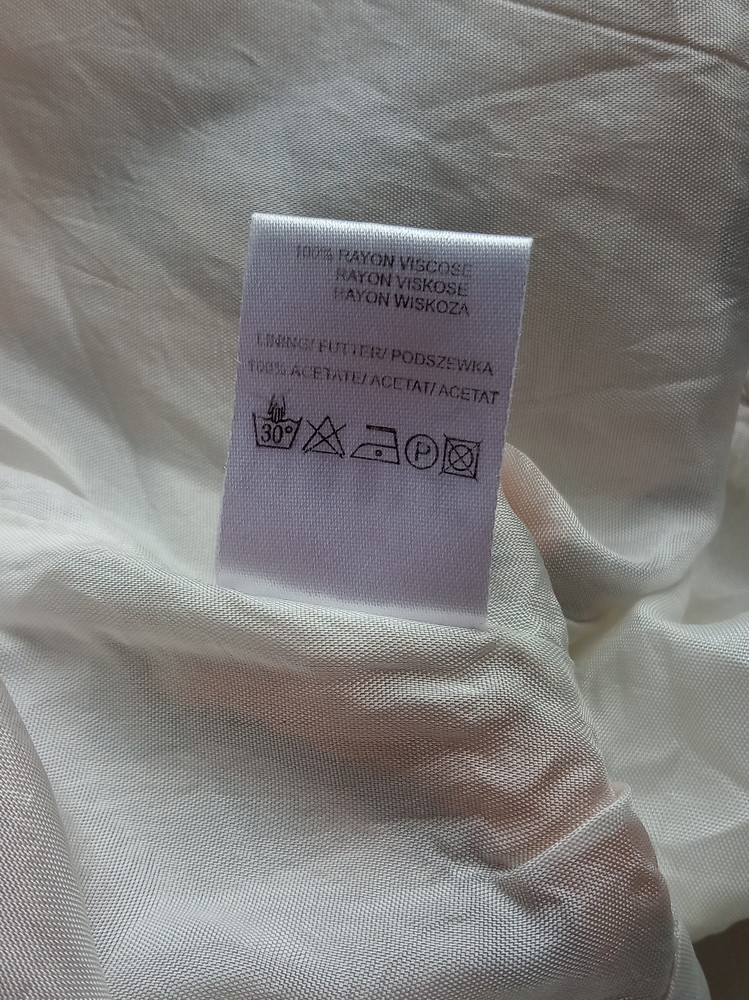 100% RAYON VISCOSE
RAYON VISKOSE
RAYON WISKOZA
LINING/ FUTTER/ PODSZEWKA
100% ACETATE/ ACETAT/ ACETAT
30° P